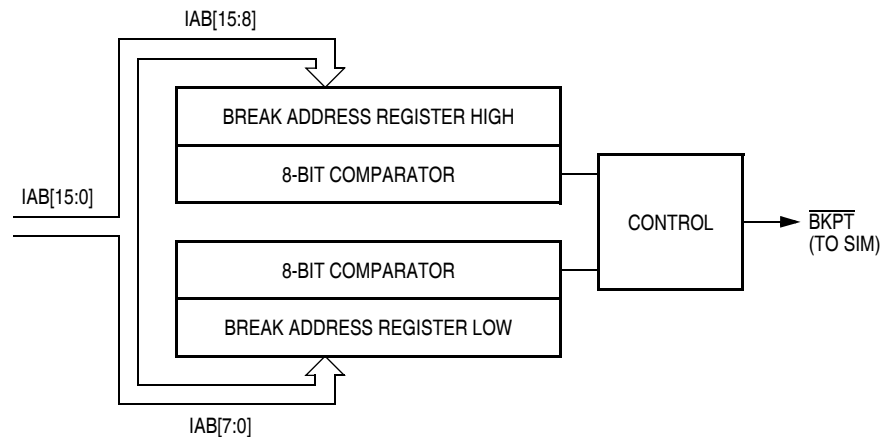 IAB[15:8]
BREAK ADDRESS REGISTER HIGH
8-BIT COMPARATOR
IAB[15:0]
CONTROL
BKPT
(TO SIM)
8-BIT COMPARATOR
BREAK ADDRESS REGISTER LOW
IAB[7:0]